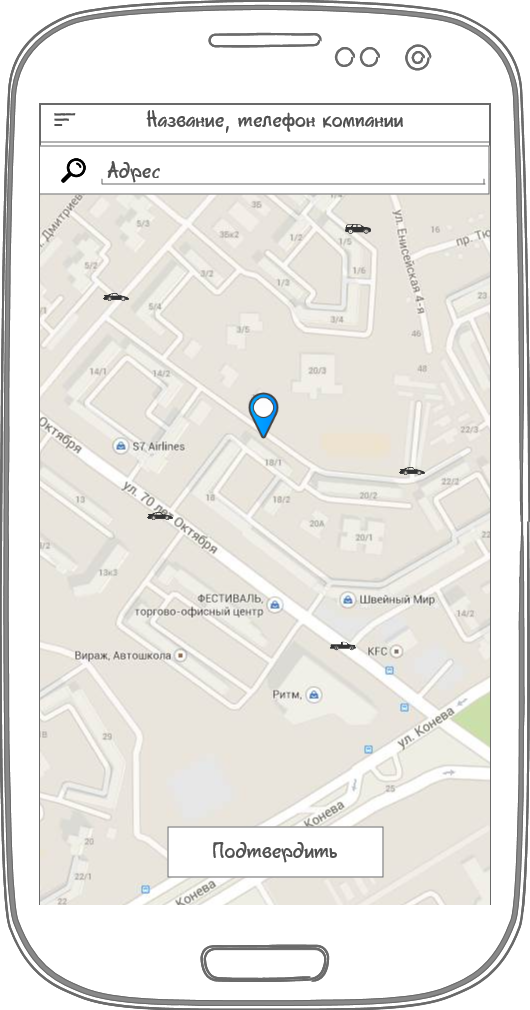 Название, телефон компании
Адрес
. Дмитриев
5/3
35
35к2
1/2
1/5
ул. Енисейская 4-я
16
пр. Тю
5/2
3/2
1/3
1/6
5/4
3/4
23
3/5
46
14/1
14/2
20/3
48
Октября
S7 Airlines
22/3
18/1
13
ул. 70 лет Октября
18
18/2
20/2
22/2
20А
20/1
13к3
ФЕСТИВАЛЬ,
торгово-офисный центр
Швейный Мир
14/2
Вираж, Автошкола
KFC
Ритм,
ул. Конева
29
25
Конева
20
Подтвердить
22/1
Конева